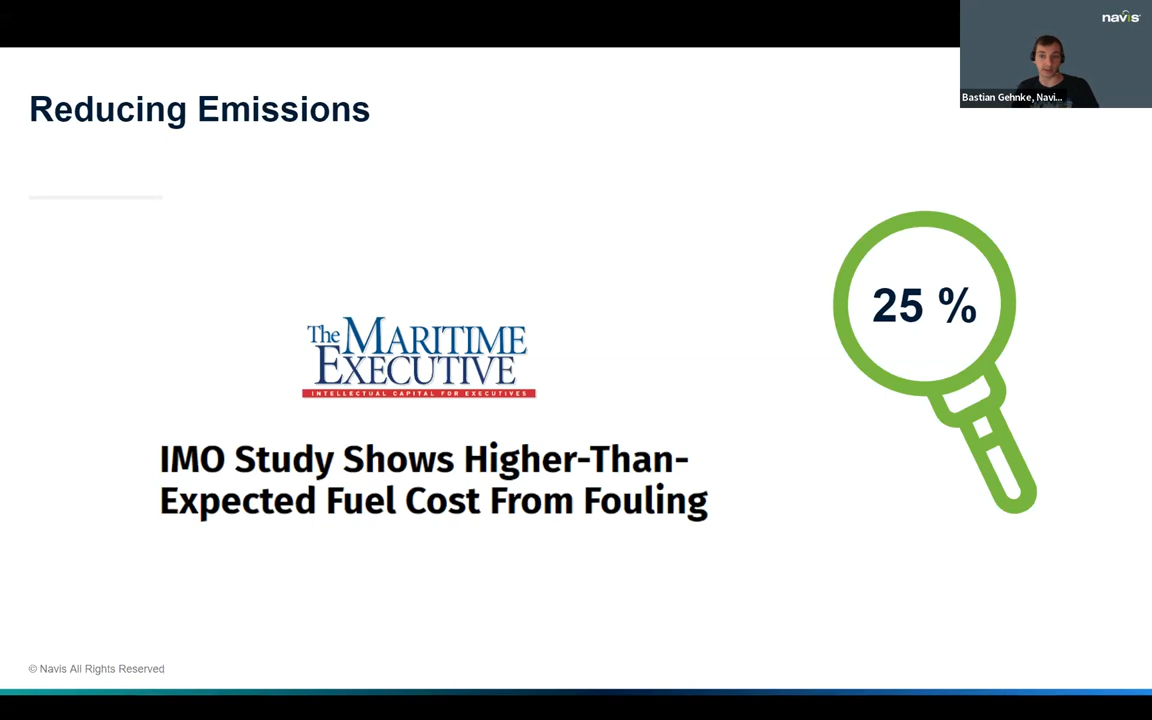 navis
Bastian Gehnke, Navi...
Reducing Emissions
25 %
The MARITIME
EXECUTIVE
INTELLECTUAL CAPITAL FOR EXECUTIVES
IMO Study Shows Higher-Than-
Expected Fuel Cost From Fouling
© Navis All Rights Reserved